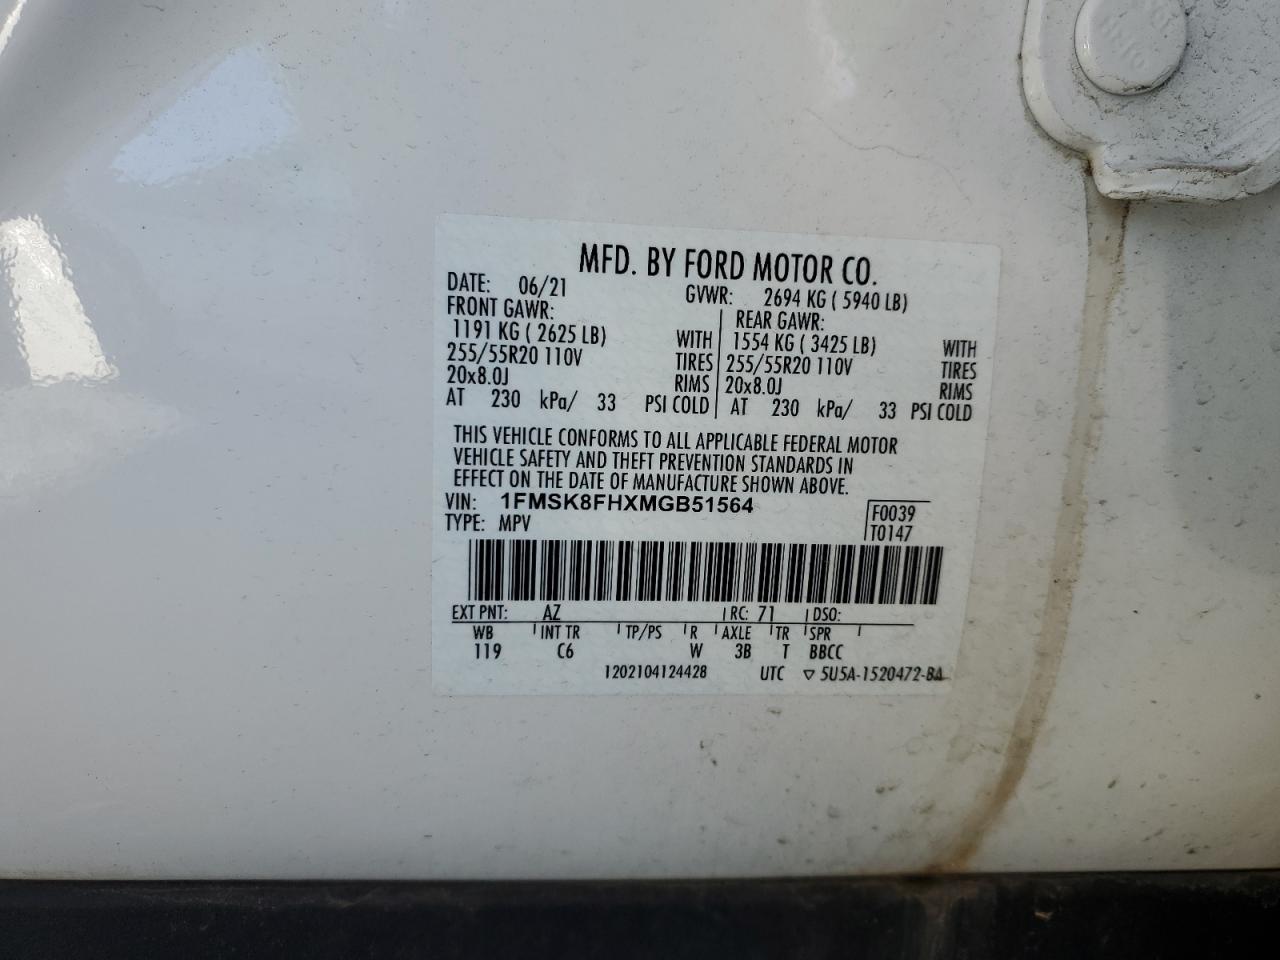 MFD. BY FORD MOTOR CO.
DATE: 06/21 GVWR: 2694 KG ( 5940 LB)
FRONT GAWR: REAR GAWR:
1191 KG ( 2625 LB) WITH 1554 KG ( 3425 LB) WITH
255/55R20 110V TIRES 255/55R20 110V TIRES
20x8.0J RIMS 20x8.0J RIMS
AT 230 kPa/ 33 PSI COLD AT 230 kPa/ 33 PSI COLD
THIS VEHICLE CONFORMS TO ALL APPLICABLE FEDERAL MOTOR
VEHICLE SAFETY AND THEFT PREVENTION STANDARDS IN
EFFECT ON THE DATE OF MANUFACTURE SHOWN ABOVE.
VIN: 1FMSK8FHXMGB51564 F0039
TYPE: MPV T0147
EXT PNT: AZ RC: 71 DSO:
WB INT TR TP/PS R AXLE TR SPR
119 C6 W 3B T BBCC
1202104124428 UTC ▽ 5U5A-1520472-BA